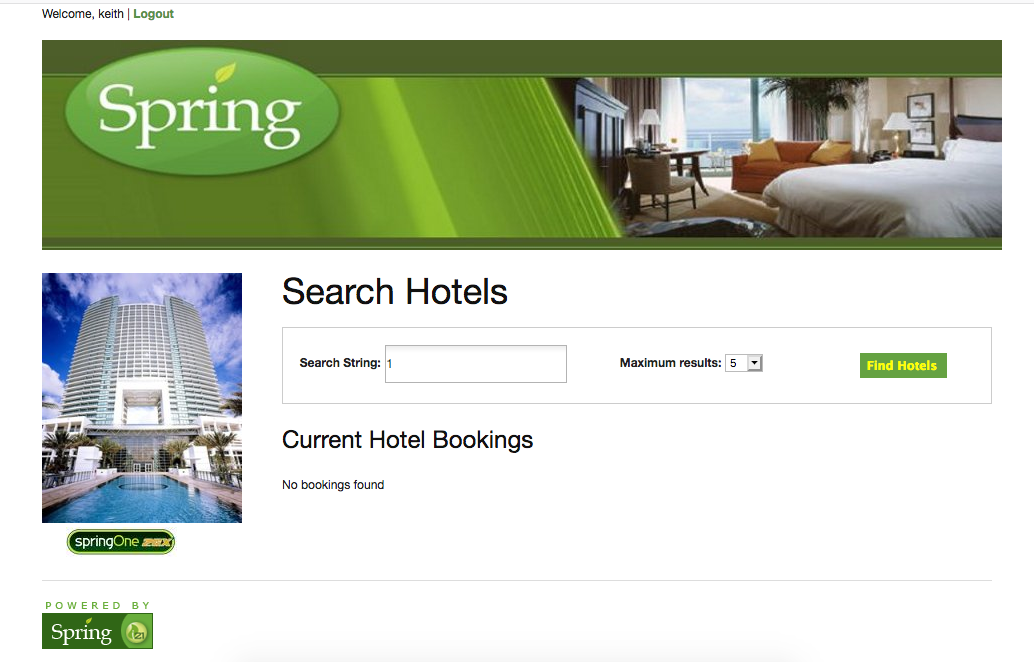 Welcome, keith | Logout
Spring
Search Hotels
Search String: 1 Maximum results: 5 Find Hotels
Current Hotel Bookings
No bookings found
springOne 2GX
POWERED BY
Spring